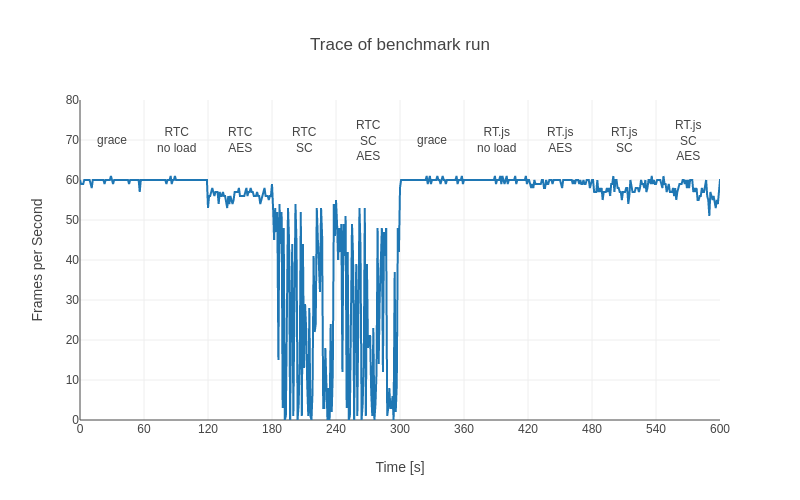 Trace of benchmark run
Frames per Second
80
70
60
50
40
30
20
10
0
grace
RTC
no load
RTC
AES
RTC
SC
RTC
SC
AES
grace
RT.js
no load
RT.js
AES
RT.js
SC
RT.js
SC
AES
0 60 120 180 240 300 360 420 480 540 600
Time [s]